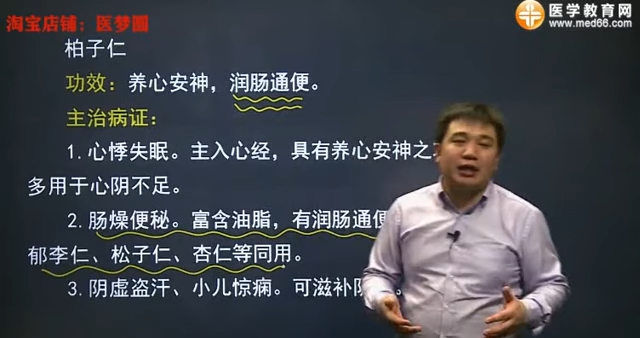 淘宝店铺：医梦圆
医学教育网
www.med66.com
柏子仁
功效：养心安神，润肠通便。
主治病证：
1.心悸失眠。主入心经，具有养心安神之
多用于心阴不足。
2.肠燥便秘。富含油脂，有润肠通便
郁李仁、松子仁、杏仁等同用。
3.阴虚盗汗、小儿惊痫。可滋补阴